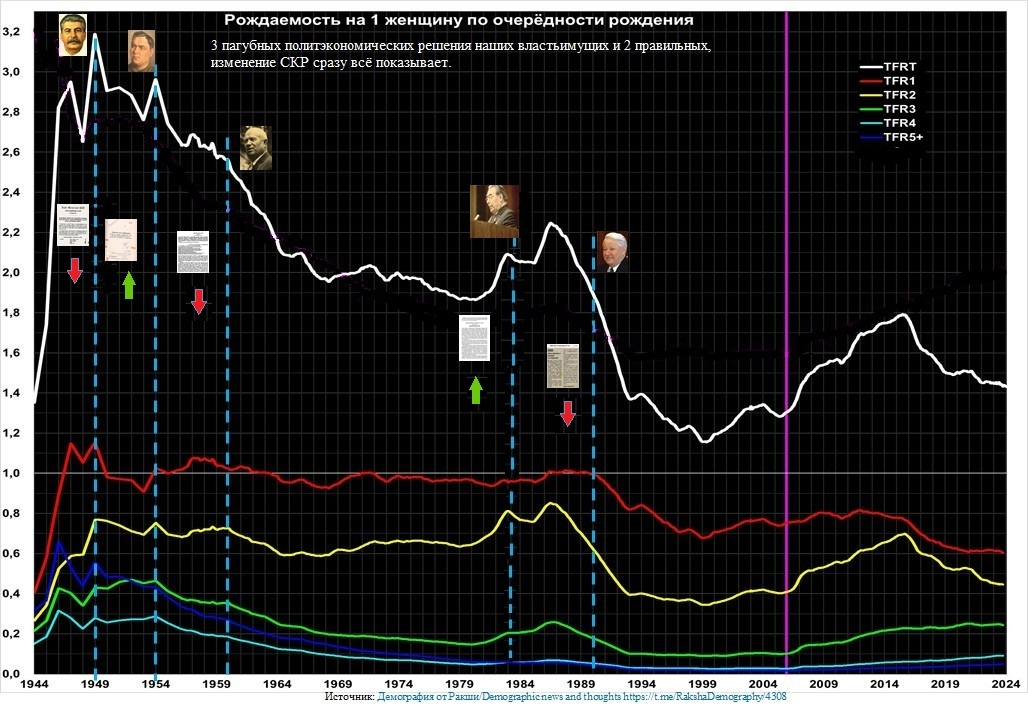 Рождаемость на 1 женщину по очерёдности рождения
3 пагубных политэкономических решения наших властьимущих и 2 правильных,
изменение СКР сразу всё показывает.
TFRT
TFR1
TFR2
TFR3
TFR4
TFR5+
3,2
3,0
2,8
2,6
2,4
2,2
2,0
1,8
1,6
1,4
1,2
1,0
0,8
0,6
0,4
0,2
0,0
1944 1949 1954 1959 1964 1969 1974 1979 1984 1989 1994 1999 2004 2009 2014 2019 2024
Источник: Демография от Ракши/Demographic news and thoughts https://t.me/RakshaDemography/4308